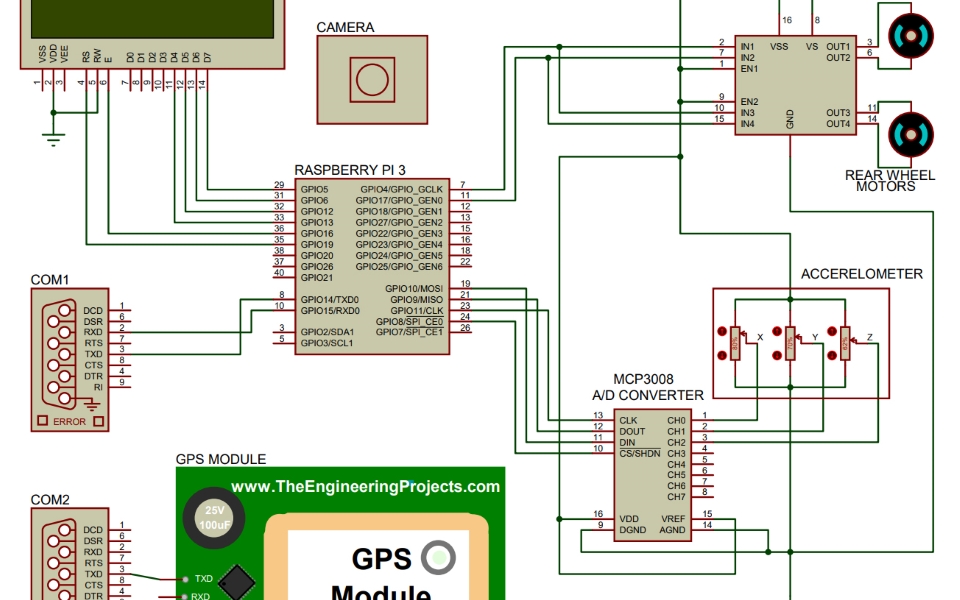 VSS VDD VEE RS RW E D0 D1 D2 D3 D4 D5 D6 D7
1 2 3 4 5 6 7 8 9 10 11 12 13 14
CAMERA
16 8
2 IN1 VSS VS OUT1 3
7 IN2 OUT2 6
1 EN1
9 EN2
10 IN3 OUT3 11
15 IN4 GND OUT4 14
REAR WHEEL
MOTORS
RASPBERRY PI 3
29 GPIO5 GPIO4/GPIO_GCLK 7
31 GPIO6 GPIO17/GPIO_GEN0 11
32 GPIO12 GPIO18/GPIO_GEN1 12
33 GPIO13 GPIO27/GPIO_GEN2 13
36 GPIO16 GPIO22/GPIO_GEN3 15
35 GPIO19 GPIO23/GPIO_GEN4 16
38 GPIO20 GPIO24/GPIO_GEN5 18
37 GPIO26 GPIO25/GPIO_GEN6 22
40 GPIO21
GPIO10/MOSI 19
8 GPIO14/TXD0 GPIO9/MISO 21
10 GPIO15/RXD0 GPIO11/CLK 23
GPIO8/SPI_CE0 24
3 GPIO2/SDA1 GPIO7/SPI_CE1 26
5 GPIO3/SCL1
COM1
DCD 1
DSR 6
RXD 2
RTS 7
TXD 3
CTS 8
DTR 4
RI 9
ERROR
ACCERELOMETER
X Y Z
MCP3008
A/D CONVERTER
13 CLK CH0 1
12 DOUT CH1 2
11 DIN CH2 3
10 CS/SHDN CH3 4
CH4 5
CH5 6
CH6 7
CH7 8
16 VDD VREF 15
9 DGND AGND 14
GPS MODULE
www.TheEngineeringProjects.com
25V
100uF
GPS
Module
TXD
RXD
COM2
DCD 1
DSR 6
RXD 2
RTS 7
TXD 3
CTS 8
DTR 4